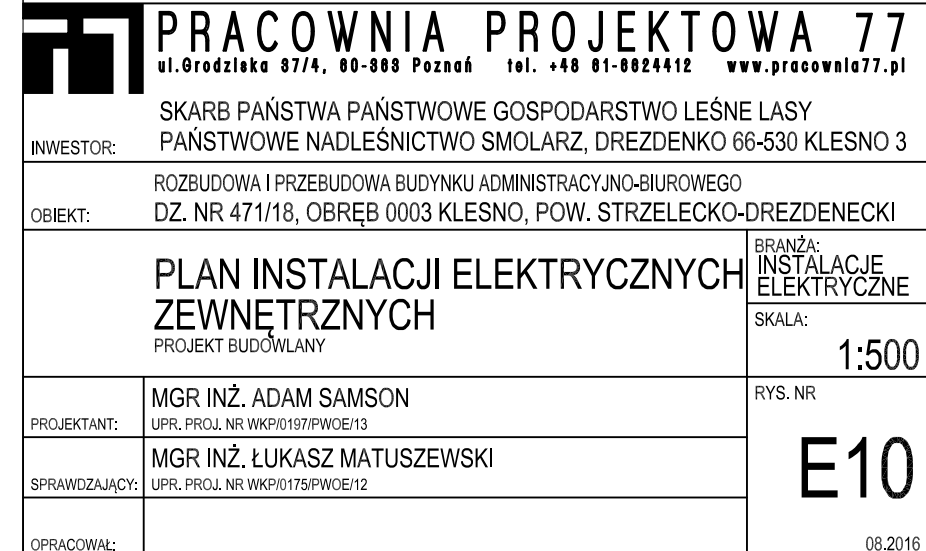 PRACOWNIA PROJEKTOWA 77
ul.Grodziska 37/4, 60-363 Poznań tel. +48 61-6624412 www.pracownia77.pl
INWESTOR:
SKARB PAŃSTWA PAŃSTWOWE GOSPODARSTWO LEŚNE LASY
PAŃSTWOWE NADLEŚNICTWO SMOLARZ, DREZDENKO 66-530 KLESNO 3
OBIEKT:
ROZBUDOWA I PRZEBUDOWA BUDYNKU ADMINISTRACYJNO-BIUROWEGO
DZ. NR 471/18, OBRĘB 0003 KLESNO, POW. STRZELECKO-DREZDENECKI
PLAN INSTALACJI ELEKTRYCZNYCH
ZEWNĘTRZNYCH
PROJEKT BUDOWLANY
BRANŻA:
INSTALACJE
ELEKTRYCZNE
SKALA:
1:500
PROJEKTANT:
MGR INŻ. ADAM SAMSON
UPR. PROJ. NR WKP/0197/PWOE/13
SPRAWDZAJĄCY:
MGR INŻ. ŁUKASZ MATUSZEWSKI
UPR. PROJ. NR WKP/0175/PWOE/12
OPRACOWAŁ:
RYS. NR
E10
08.2016